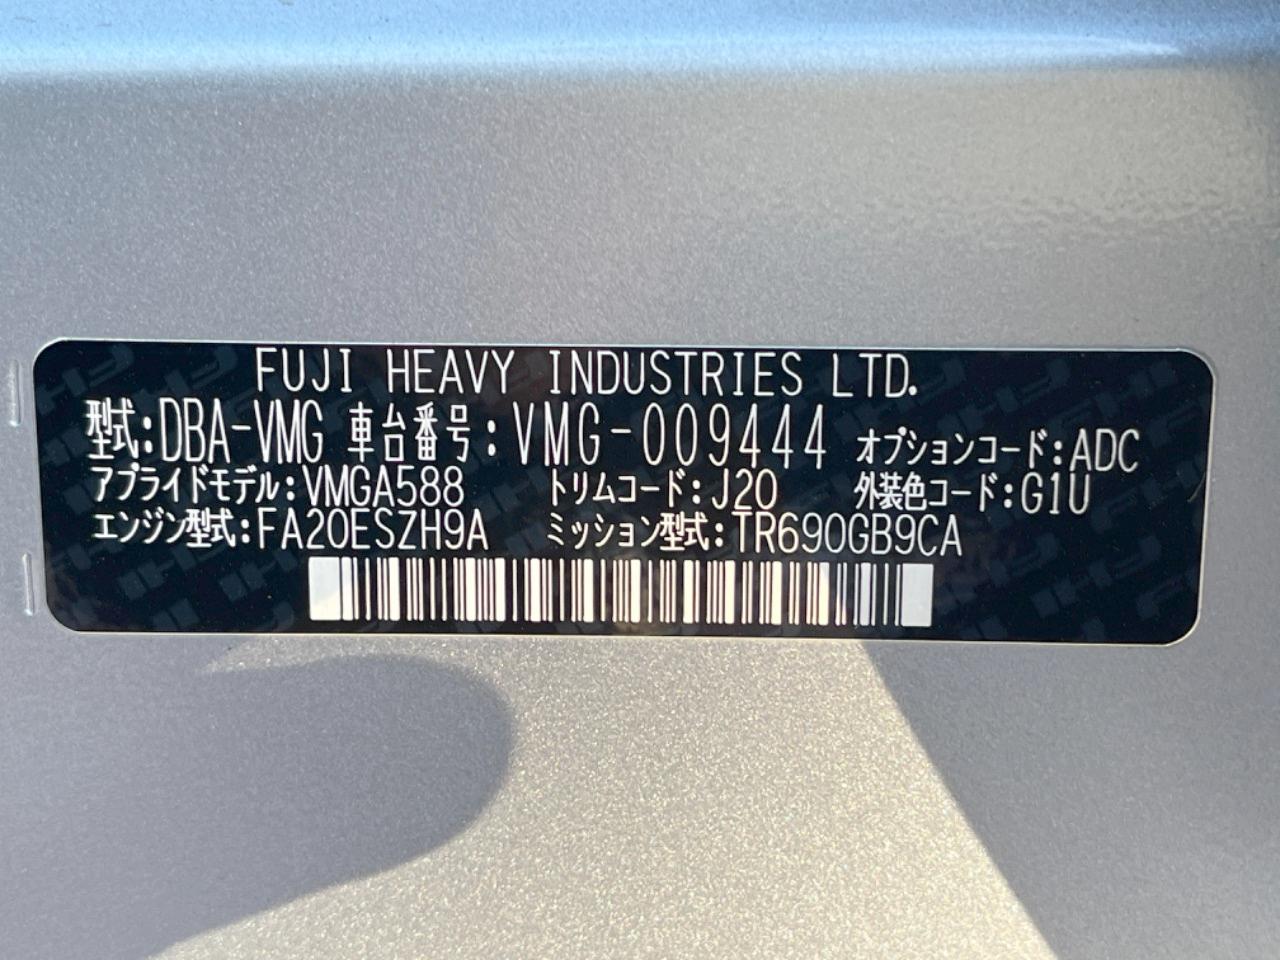 FUJI HEAVY INDUSTRIES LTD.
型式:DBA-VMG 車台番号:VMG-009444 オプションコード:ADC
アプライドモデル:VMGA588 トリムコード:J20 外装色コード:G1U
エンジン型式:FA20ESZH9A ミッション型式:TR690GB9CA